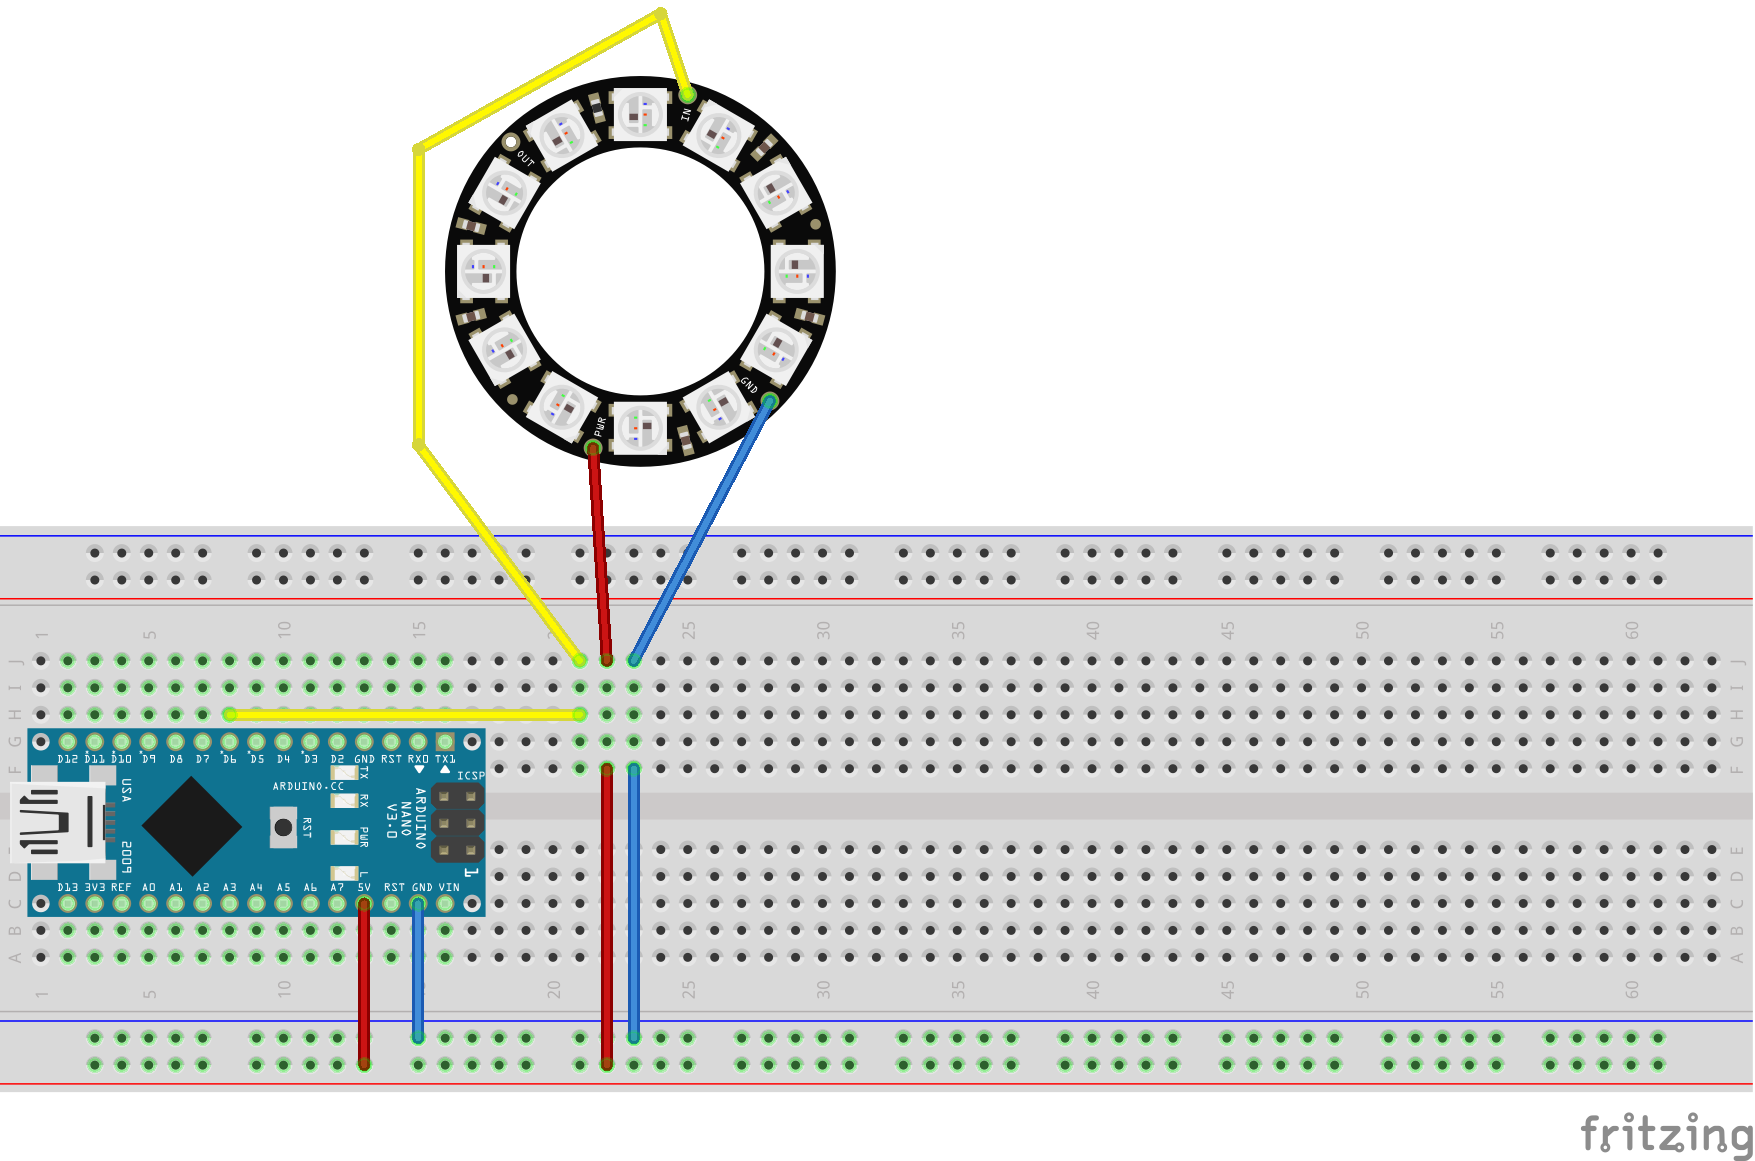 IN
OUT
GND
PWR
1 5 10 15 25 30 35 40 45 50 55 60
J J
I I
H H
G G
F F
D12 D11 D10 D9 D8 D7 D6 D5 D4 D3 D2 GND RST RX0 TX1
ICSP
ARDUINO.CC
TX
RX
PWR
L
USA
2009
RST
ARDUINO
NANO
V3.0
1
D13 3V3 REF A0 A1 A2 A3 A4 A5 A6 A7 5V RST GND VIN
E
D D
C C
B B
A A
1 5 10 20 25 30 35 40 45 50 55 60
fritzing